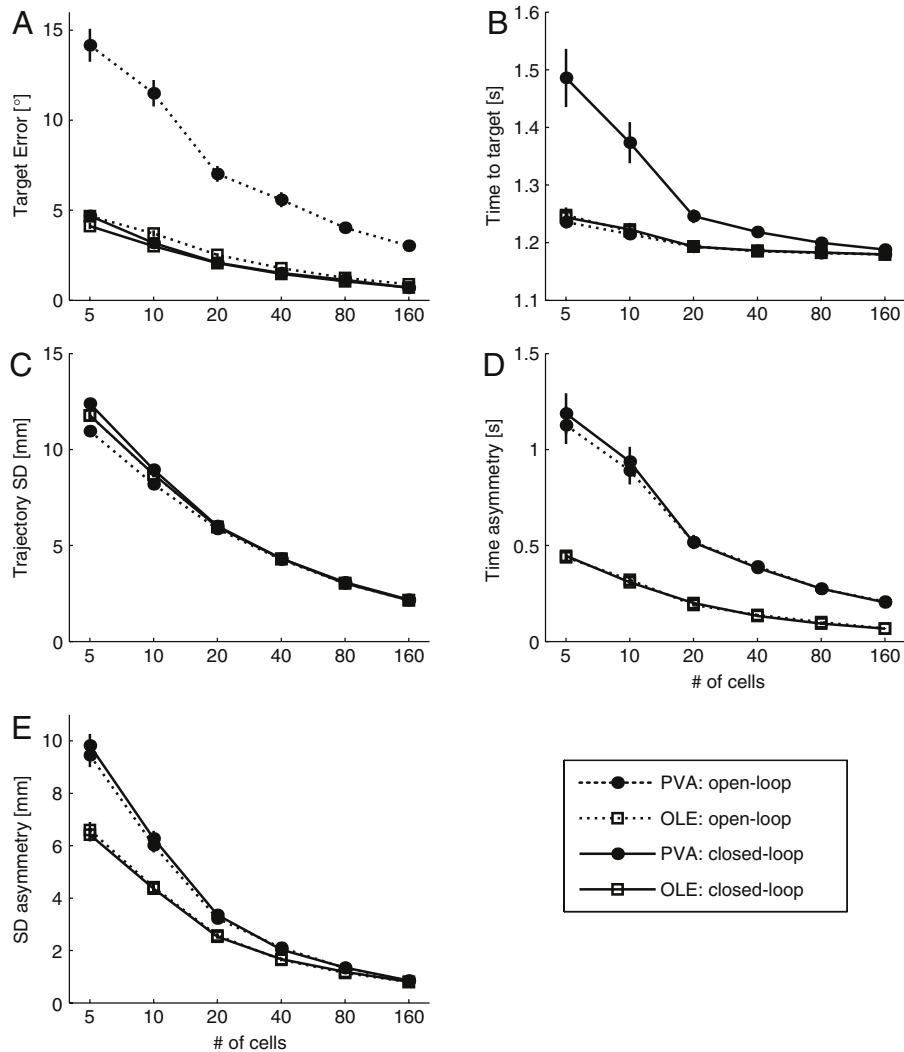 A
Target Error [°]
15
10
5
0
5 10 20 40 80 160
B
Time to target [s]
1.6
1.5
1.4
1.3
1.2
1.1
5 10 20 40 80 160
C
Trajectory SD [mm]
15
10
5
0
5 10 20 40 80 160
D
Time asymmetry [s]
1.5
1
0.5
0
5 10 20 40 80 160
# of cells
E
SD asymmetry [mm]
10
8
6
4
2
0
5 10 20 40 80 160
# of cells
PVA: open-loop
OLE: open-loop
PVA: closed-loop
OLE: closed-loop